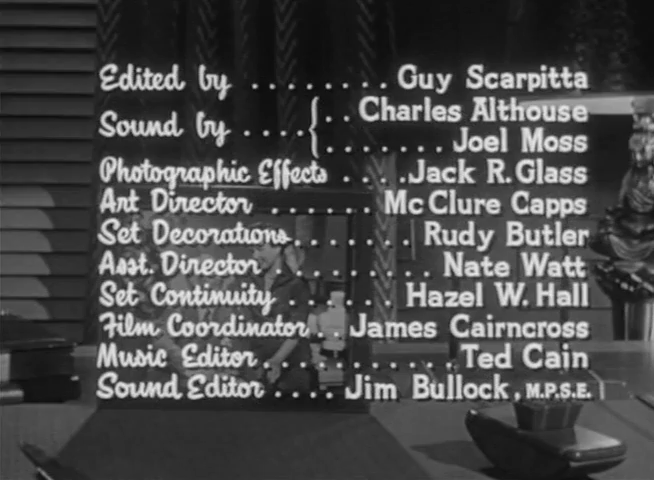 Edited by ........ Guy Scarpitta
Sound by .... { .. Charles Althouse
....... Joel Moss
Photographic Effects ....Jack R. Glass
Art Director ...... McClure Capps
Set Decorations....... Rudy Butler
Asst. Director ........ Nate Watt
Set Continuity ...... Hazel W. Hall
Film Coordinator... James Cairncross
Music Editor ........... Ted Cain
Sound Editor .... Jim Bullock, M.P.S.E.